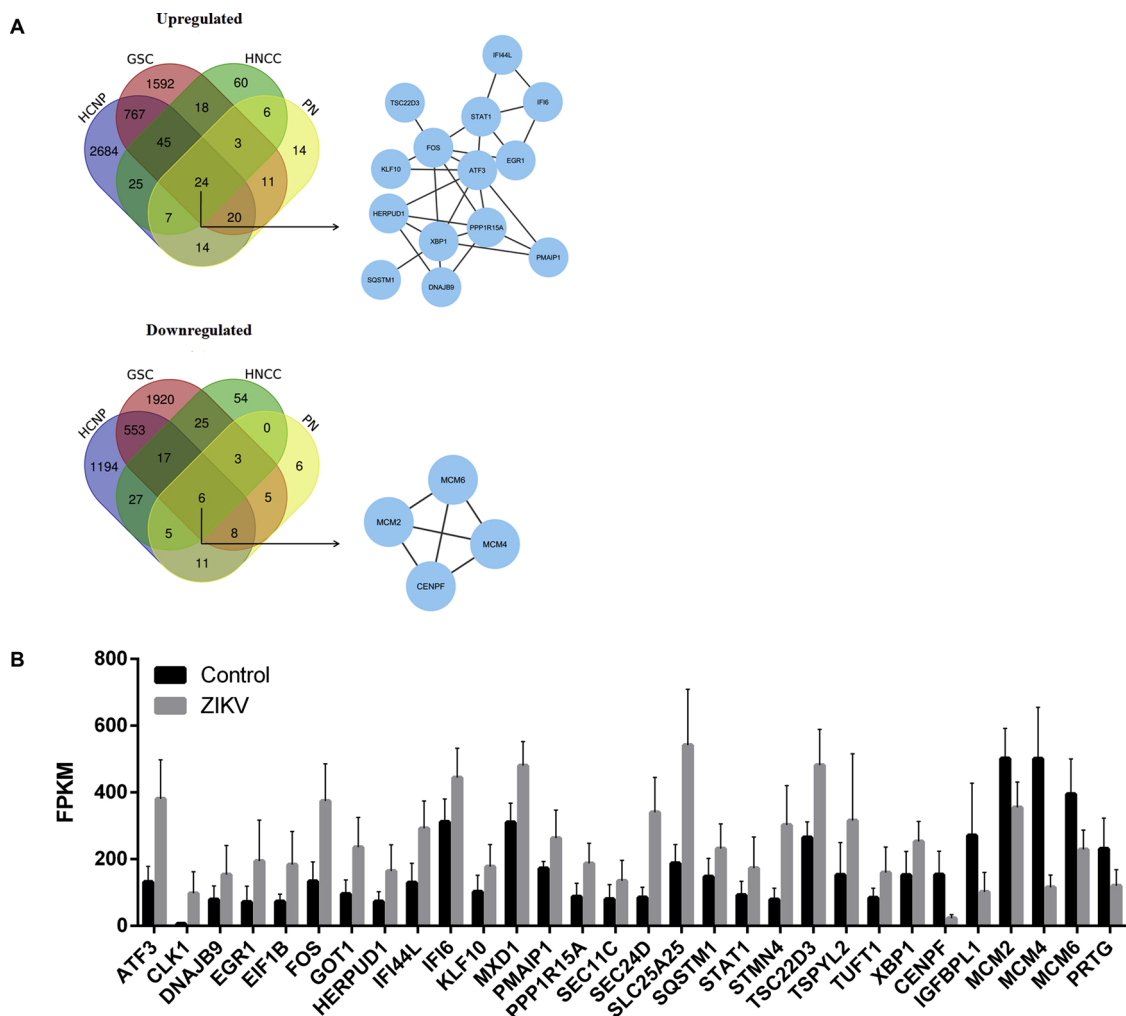 A
Upregulated
GSC
HNCC
HCNP
PN
1592
60
767
18
6
2684
45
3
14
25
24
11
7
20
14
IFI44L
TSC22D3
IFI6
STAT1
FOS
EGR1
KLF10
ATF3
HERPUD1
PPP1R15A
XBP1
PMAIP1
SQSTM1
DNAJB9
Downregulated
GSC
HNCC
HCNP
PN
1920
54
553
25
0
1194
17
3
6
27
6
5
5
8
11
MCM6
MCM2
MCM4
CENPF
B
800
600
400
200
0
FPKM
Control
ZIKV
ATF3
CLK1
DNAJB9
EGR1
EIF1B
FOS
GOT1
HERPUD1
IFI44L
IFI6
KLF10
MXD1
PMAIP1
PPP1R15A
SEC11C
SEC24D
SLC25A25
SQSTM1
STAT1
STMN4
TSC22D3
TSPYL2
TUFT1
XBP1
CENPF
IGFBPL1
MCM2
MCM4
MCM6
PRTG